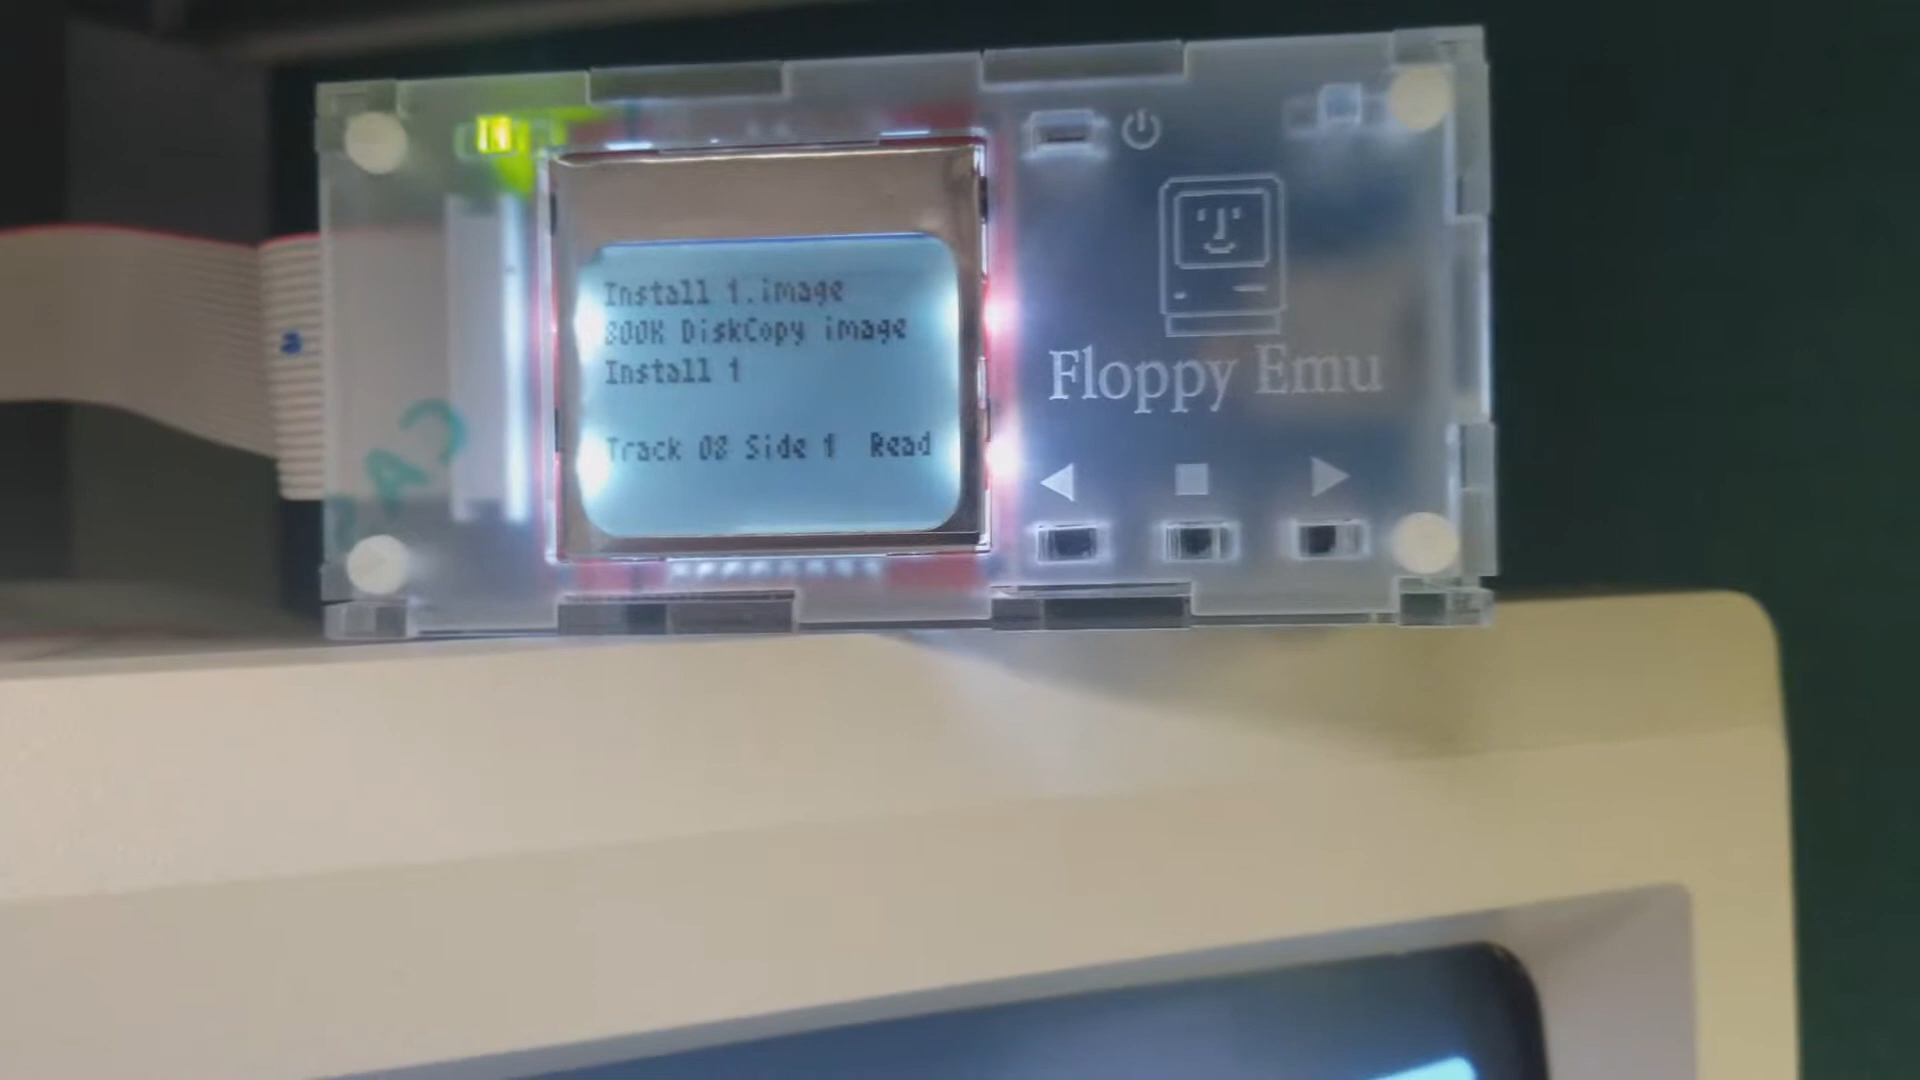 Install 1.image
800K DiskCopy image
Install 1
Track 08 Side 1 Read
Floppy Emu